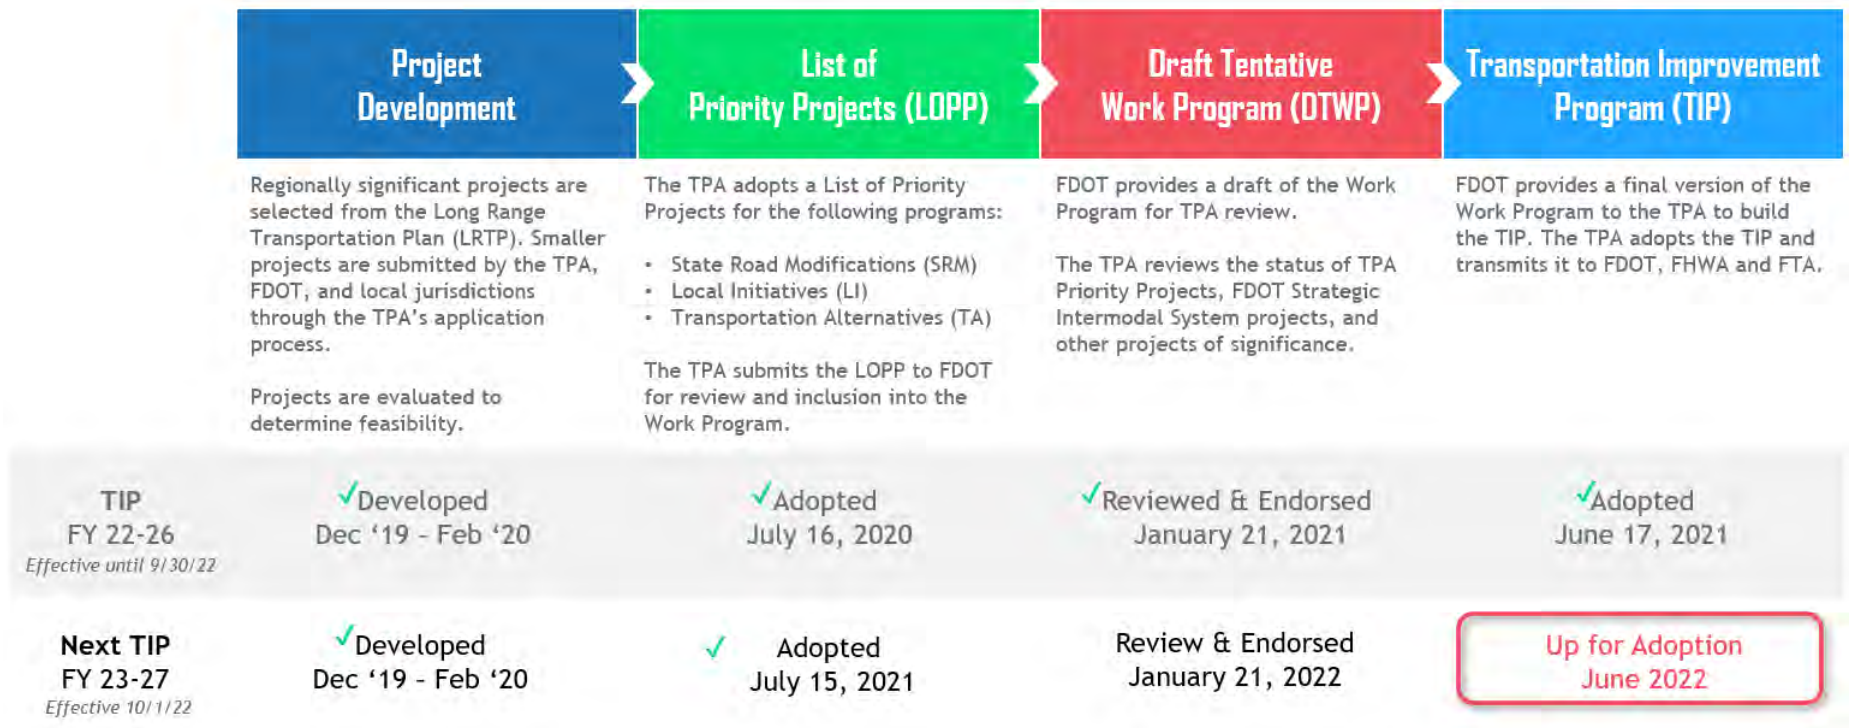 Project
Development
List of
Priority Projects (LOPP)
Draft Tentative
Work Program (DTWP)
Transportation Improvement
Program (TIP)
Regionally significant projects are
selected from the Long Range
Transportation Plan (LRTP). Smaller
projects are submitted by the TPA,
FDOT, and local jurisdictions
through the TPA's application
process.
Projects are evaluated to
determine feasibility.
The TPA adopts a List of Priority
Projects for the following programs:
• State Road Modifications (SRM)
• Local Initiatives (LI)
• Transportation Alternatives (TA)
The TPA submits the LOPP to FDOT
for review and inclusion into the
Work Program.
FDOT provides a draft of the Work
Program for TPA review.
The TPA reviews the status of TPA
Priority Projects, FDOT Strategic
Intermodal System projects, and
other projects of significance.
FDOT provides a final version of the
Work Program to the TPA to build
the TIP. The TPA adopts the TIP and
transmits it to FDOT, FHWA and FTA.
TIP
FY 22-26
Effective until 9/30/22
✓Developed
Dec ‘19 – Feb ‘20
✓Adopted
July 16, 2020
✓Reviewed & Endorsed
January 21, 2021
✓Adopted
June 17, 2021
Next TIP
FY 23-27
Effective 10/1/22
✓Developed
Dec ‘19 – Feb ‘20
✓ Adopted
July 15, 2021
Review & Endorsed
January 21, 2022
Up for Adoption
June 2022